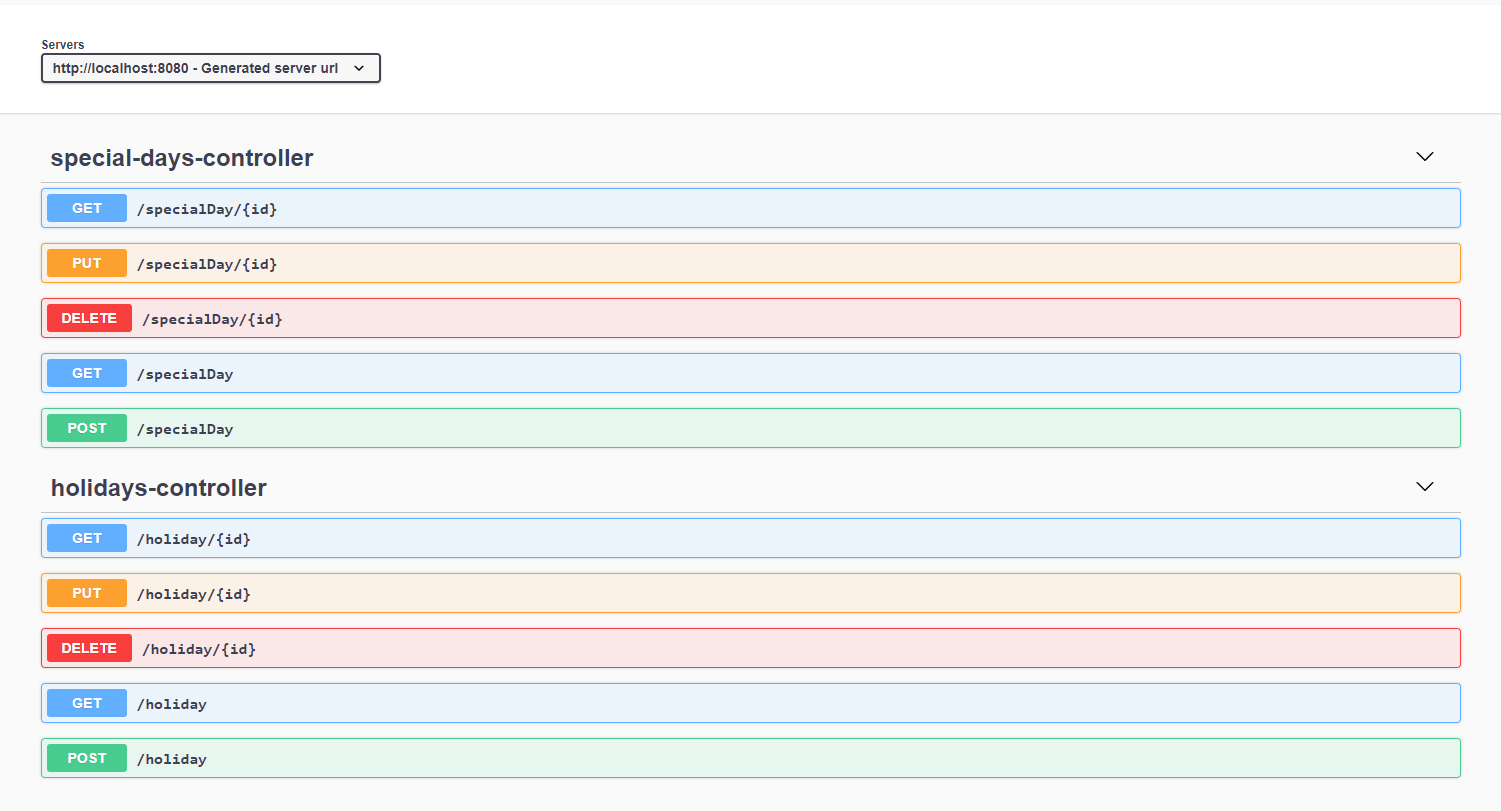 Servers
http://localhost:8080 - Generated server url
special-days-controller
GET /specialDay/{id}
PUT /specialDay/{id}
DELETE /specialDay/{id}
GET /specialDay
POST /specialDay
holidays-controller
GET /holiday/{id}
PUT /holiday/{id}
DELETE /holiday/{id}
GET /holiday
POST /holiday